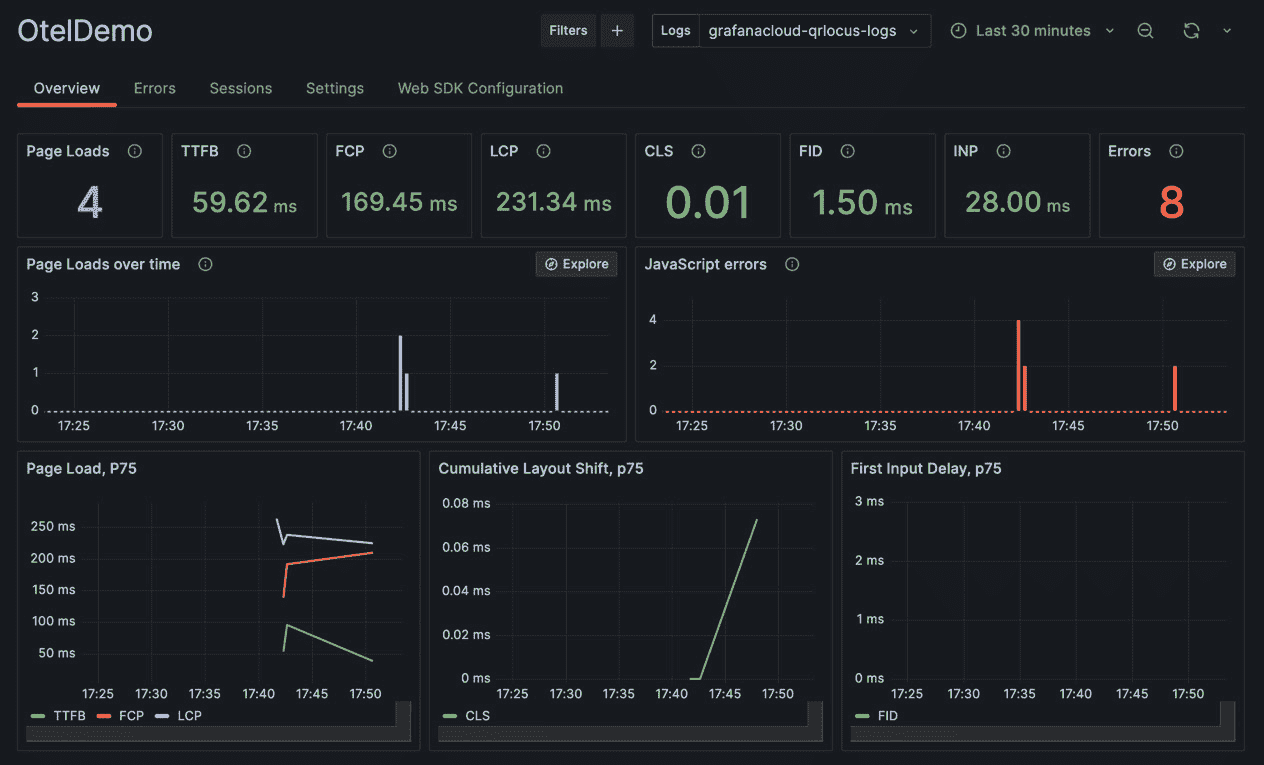 OtelDemo
Filters + Logs grafanacloud-qrlocus-logs Last 30 minutes
Overview Errors Sessions Settings Web SDK Configuration
Page Loads TTFB FCP LCP CLS FID INP Errors
4 59.62 ms 169.45 ms 231.34 ms 0.01 1.50 ms 28.00 ms 8
Page Loads over time Explore
3
2
1
0
17:25 17:30 17:35 17:40 17:45 17:50
JavaScript errors Explore
4
2
0
17:25 17:30 17:35 17:40 17:45 17:50
Page Load, P75
250 ms
200 ms
150 ms
100 ms
50 ms
17:25 17:30 17:35 17:40 17:45 17:50
TTFB FCP LCP
Cumulative Layout Shift, p75
0.08 ms
0.06 ms
0.04 ms
0.02 ms
0 ms
17:25 17:30 17:35 17:40 17:45 17:50
CLS
First Input Delay, p75
3 ms
2 ms
1 ms
0 ms
17:25 17:30 17:35 17:40 17:45 17:50
FID